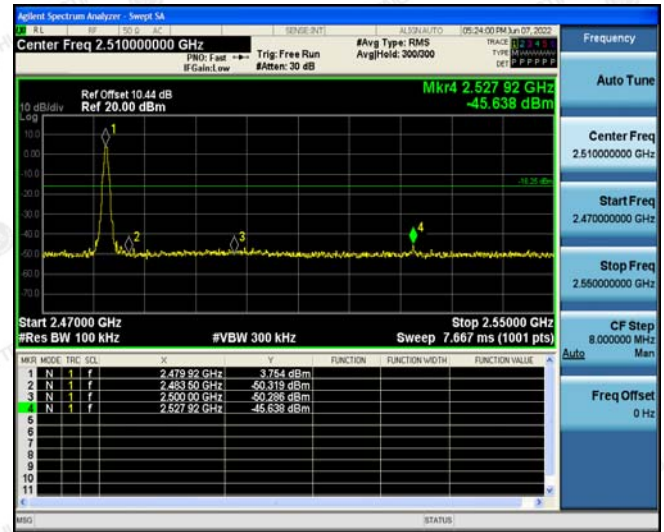 Agilent Spectrum Analyzer - Swept SA
RL RF 50 Ω AC SENSE:INT ALIGNAUTO 05:24:00 PM Jun 07, 2022
Center Freq 2.510000000 GHz
PNO: Fast
IFGain:Low
Trig: Free Run
#Atten: 30 dB
#Avg Type: RMS
Avg|Hold: 300/300
TRACE 1 2 3 4 5 6
TYPE
DET P P P P P P
Frequency
Auto Tune
Center Freq
2.510000000 GHz
Start Freq
2.470000000 GHz
Stop Freq
2.550000000 GHz
CF Step
8.000000 MHz
Auto Man
Freq Offset
0 Hz
Mkr4 2.527 92 GHz
-45.638 dBm
Ref Offset 10.44 dB
10 dB/div Ref 20.00 dBm
Log
10.0
0.00
-10.0
-20.0
-30.0
-40.0
-50.0
-60.0
-70.0
1
2
3
4
Start 2.47000 GHz Stop 2.55000 GHz
#Res BW 100 kHz #VBW 300 kHz Sweep 7.667 ms (1001 pts)
MKR MODE TRC SCL X Y FUNCTION FUNCTION WIDTH FUNCTION VALUE
1 N 1 f 2.479 92 GHz 3.754 dBm
2 N 1 f 2.483 50 GHz -50.319 dBm
3 N 1 f 2.500 00 GHz -50.286 dBm
4 N 1 f 2.527 92 GHz -45.638 dBm
5
6
7
8
9
10
11
MSG STATUS